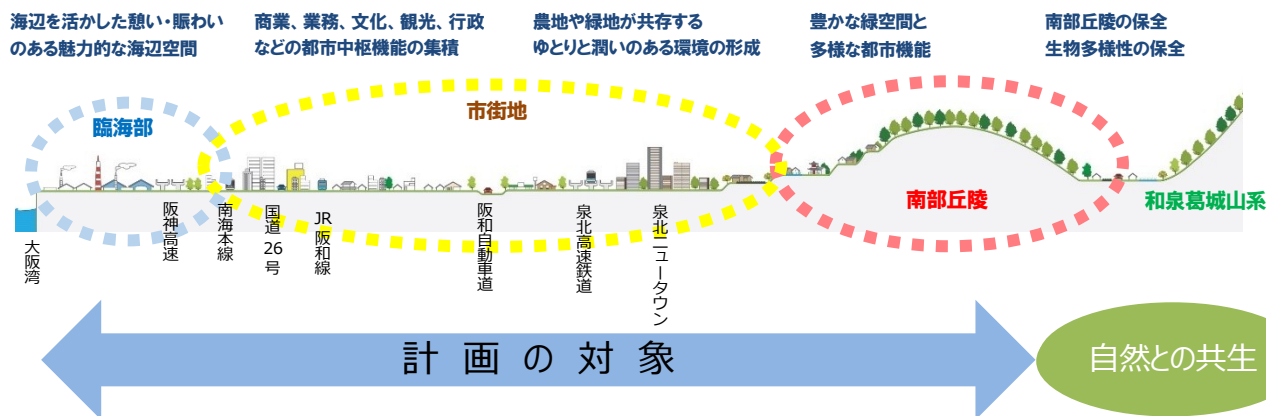 海辺を活かした憩い・賑わい
のある魅力的な海辺空間
商業、業務、文化、観光、行政
などの都市中枢機能の集積
農地や緑地が共存する
ゆとりと潤いのある環境の形成
豊かな緑空間と
多様な都市機能
南部丘陵の保全
生物多様性の保全
臨海部
市街地
南部丘陵
和泉葛城山系
大阪湾
阪神高速
南海本線
国道26号
JR阪和線
阪和自動車道
泉北高速鉄道
泉北ニュータウン
計画の対象
自然との共生